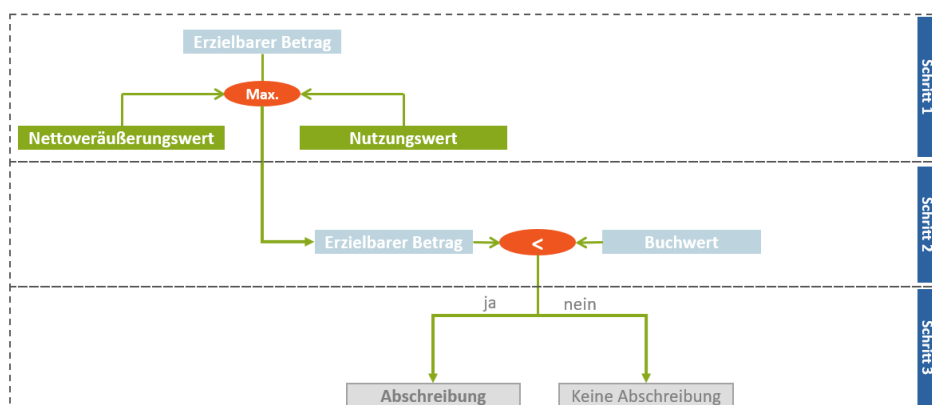 Erzielbarer Betrag
Max.
Nettoveräußerungswert
Nutzungswert
Schritt 1
Erzielbarer Betrag
<
Buchwert
Schritt 2
ja
nein
Abschreibung
Keine Abschreibung
Schritt 3